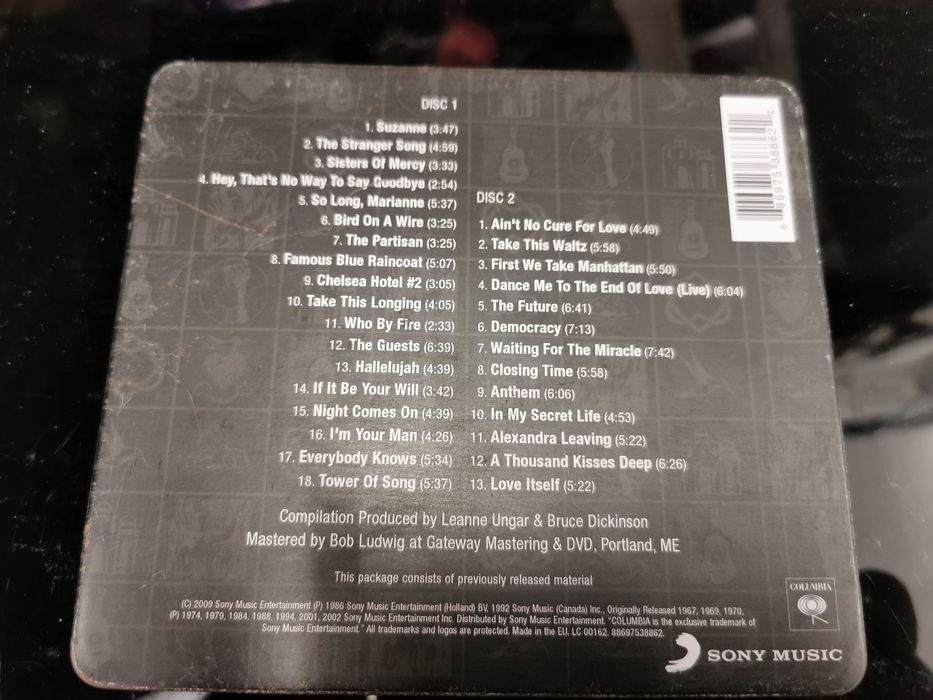 DISC 1
1. Suzanne (3:47)
2. The Stranger Song (4:59)
3. Sisters Of Mercy (3:33)
4. Hey, That's No Way To Say Goodbye (2:54)
5. So Long, Marianne (5:37)
6. Bird On A Wire (3:25)
7. The Partisan (3:25)
8. Famous Blue Raincoat (5:07)
9. Chelsea Hotel #2 (3:05)
10. Take This Longing (4:05)
11. Who By Fire (2:33)
12. The Guests (6:39)
13. Hallelujah (4:39)
14. If It Be Your Will (3:42)
15. Night Comes On (4:39)
16. I'm Your Man (4:26)
17. Everybody Knows (5:34)
18. Tower Of Song (5:37)
DISC 2
1. Ain't No Cure For Love (4:49)
2. Take This Waltz (5:58)
3. First We Take Manhattan (5:50)
4. Dance Me To The End Of Love (Live) (6:04)
5. The Future (6:41)
6. Democracy (7:13)
7. Waiting For The Miracle (7:42)
8. Closing Time (5:58)
9. Anthem (6:06)
10. In My Secret Life (4:53)
11. Alexandra Leaving (5:22)
12. A Thousand Kisses Deep (6:26)
13. Love Itself (5:22)
8 86975 38862 2
Compilation Produced by Leanne Ungar & Bruce Dickinson
Mastered by Bob Ludwig at Gateway Mastering & DVD, Portland, ME
This package consists of previously released material
(C) 2009 Sony Music Entertainment (P) 1986 Sony Music Entertainment (Holland) BV, 1992 Sony Music (Canada) Inc., Originally Released 1967, 1969, 1970,
(P) 1974, 1979, 1984, 1988, 1994, 2001, 2002 Sony Music Entertainment Inc. Distributed by Sony Music Entertainment. "COLUMBIA is the exclusive trademark of
Sony Music Entertainment." All trademarks and logos are protected. Made in the EU. LC 00162. 88697538862.
COLUMBIA
SONY MUSIC